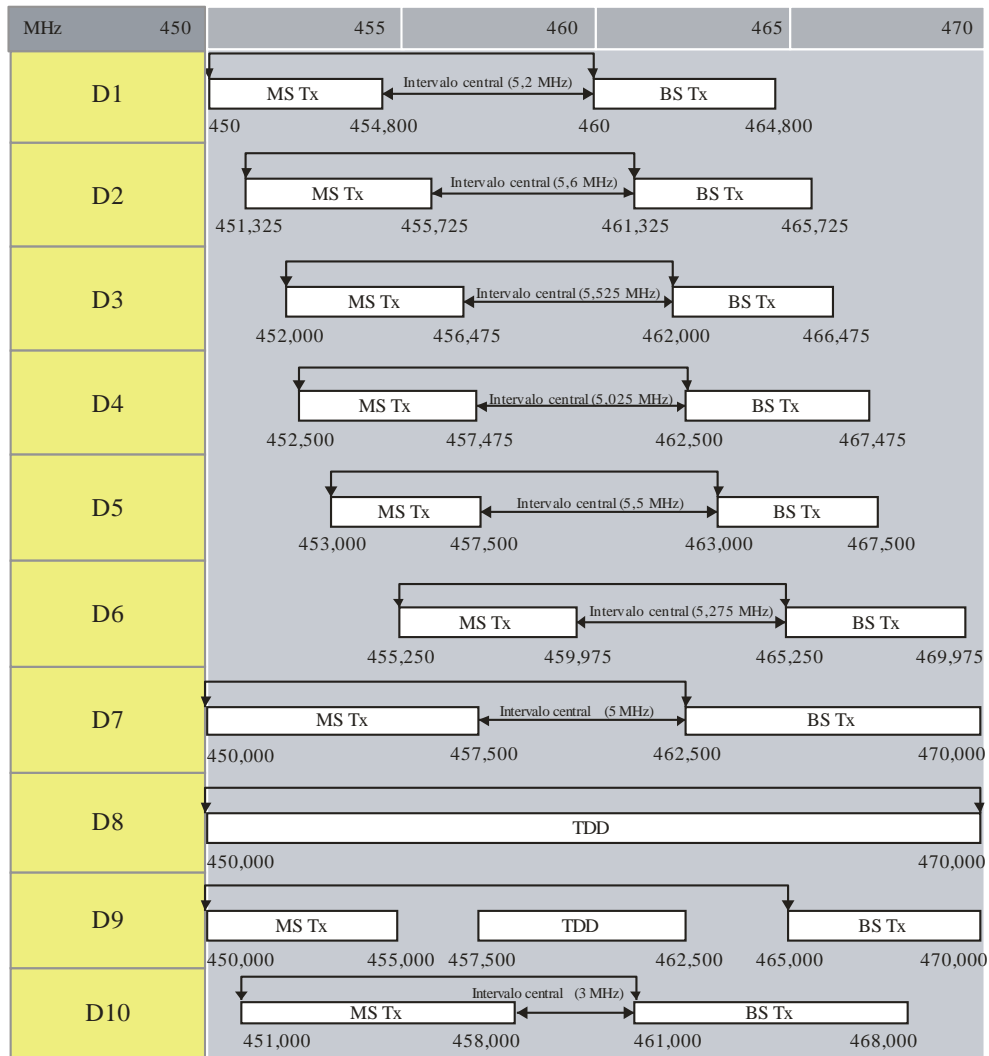 MHz 450 455 460 465 470
D1
MS Tx Intervalo central (5,2 MHz) BS Tx
450 454,800 460 464,800
D2
MS Tx Intervalo central (5,6 MHz) BS Tx
451,325 455,725 461,325 465,725
D3
MS Tx Intervalo central (5,525 MHz) BS Tx
452,000 456,475 462,000 466,475
D4
MS Tx Intervalo central (5,025 MHz) BS Tx
452,500 457,475 462,500 467,475
D5
MS Tx Intervalo central (5,5 MHz) BS Tx
453,000 457,500 463,000 467,500
D6
MS Tx Intervalo central (5,275 MHz) BS Tx
455,250 459,975 465,250 469,975
D7
MS Tx Intervalo central (5 MHz) BS Tx
450,000 457,500 462,500 470,000
D8
TDD
450,000 470,000
D9
MS Tx TDD BS Tx
450,000 455,000 457,500 462,500 465,000 470,000
D10
MS Tx Intervalo central (3 MHz) BS Tx
451,000 458,000 461,000 468,000